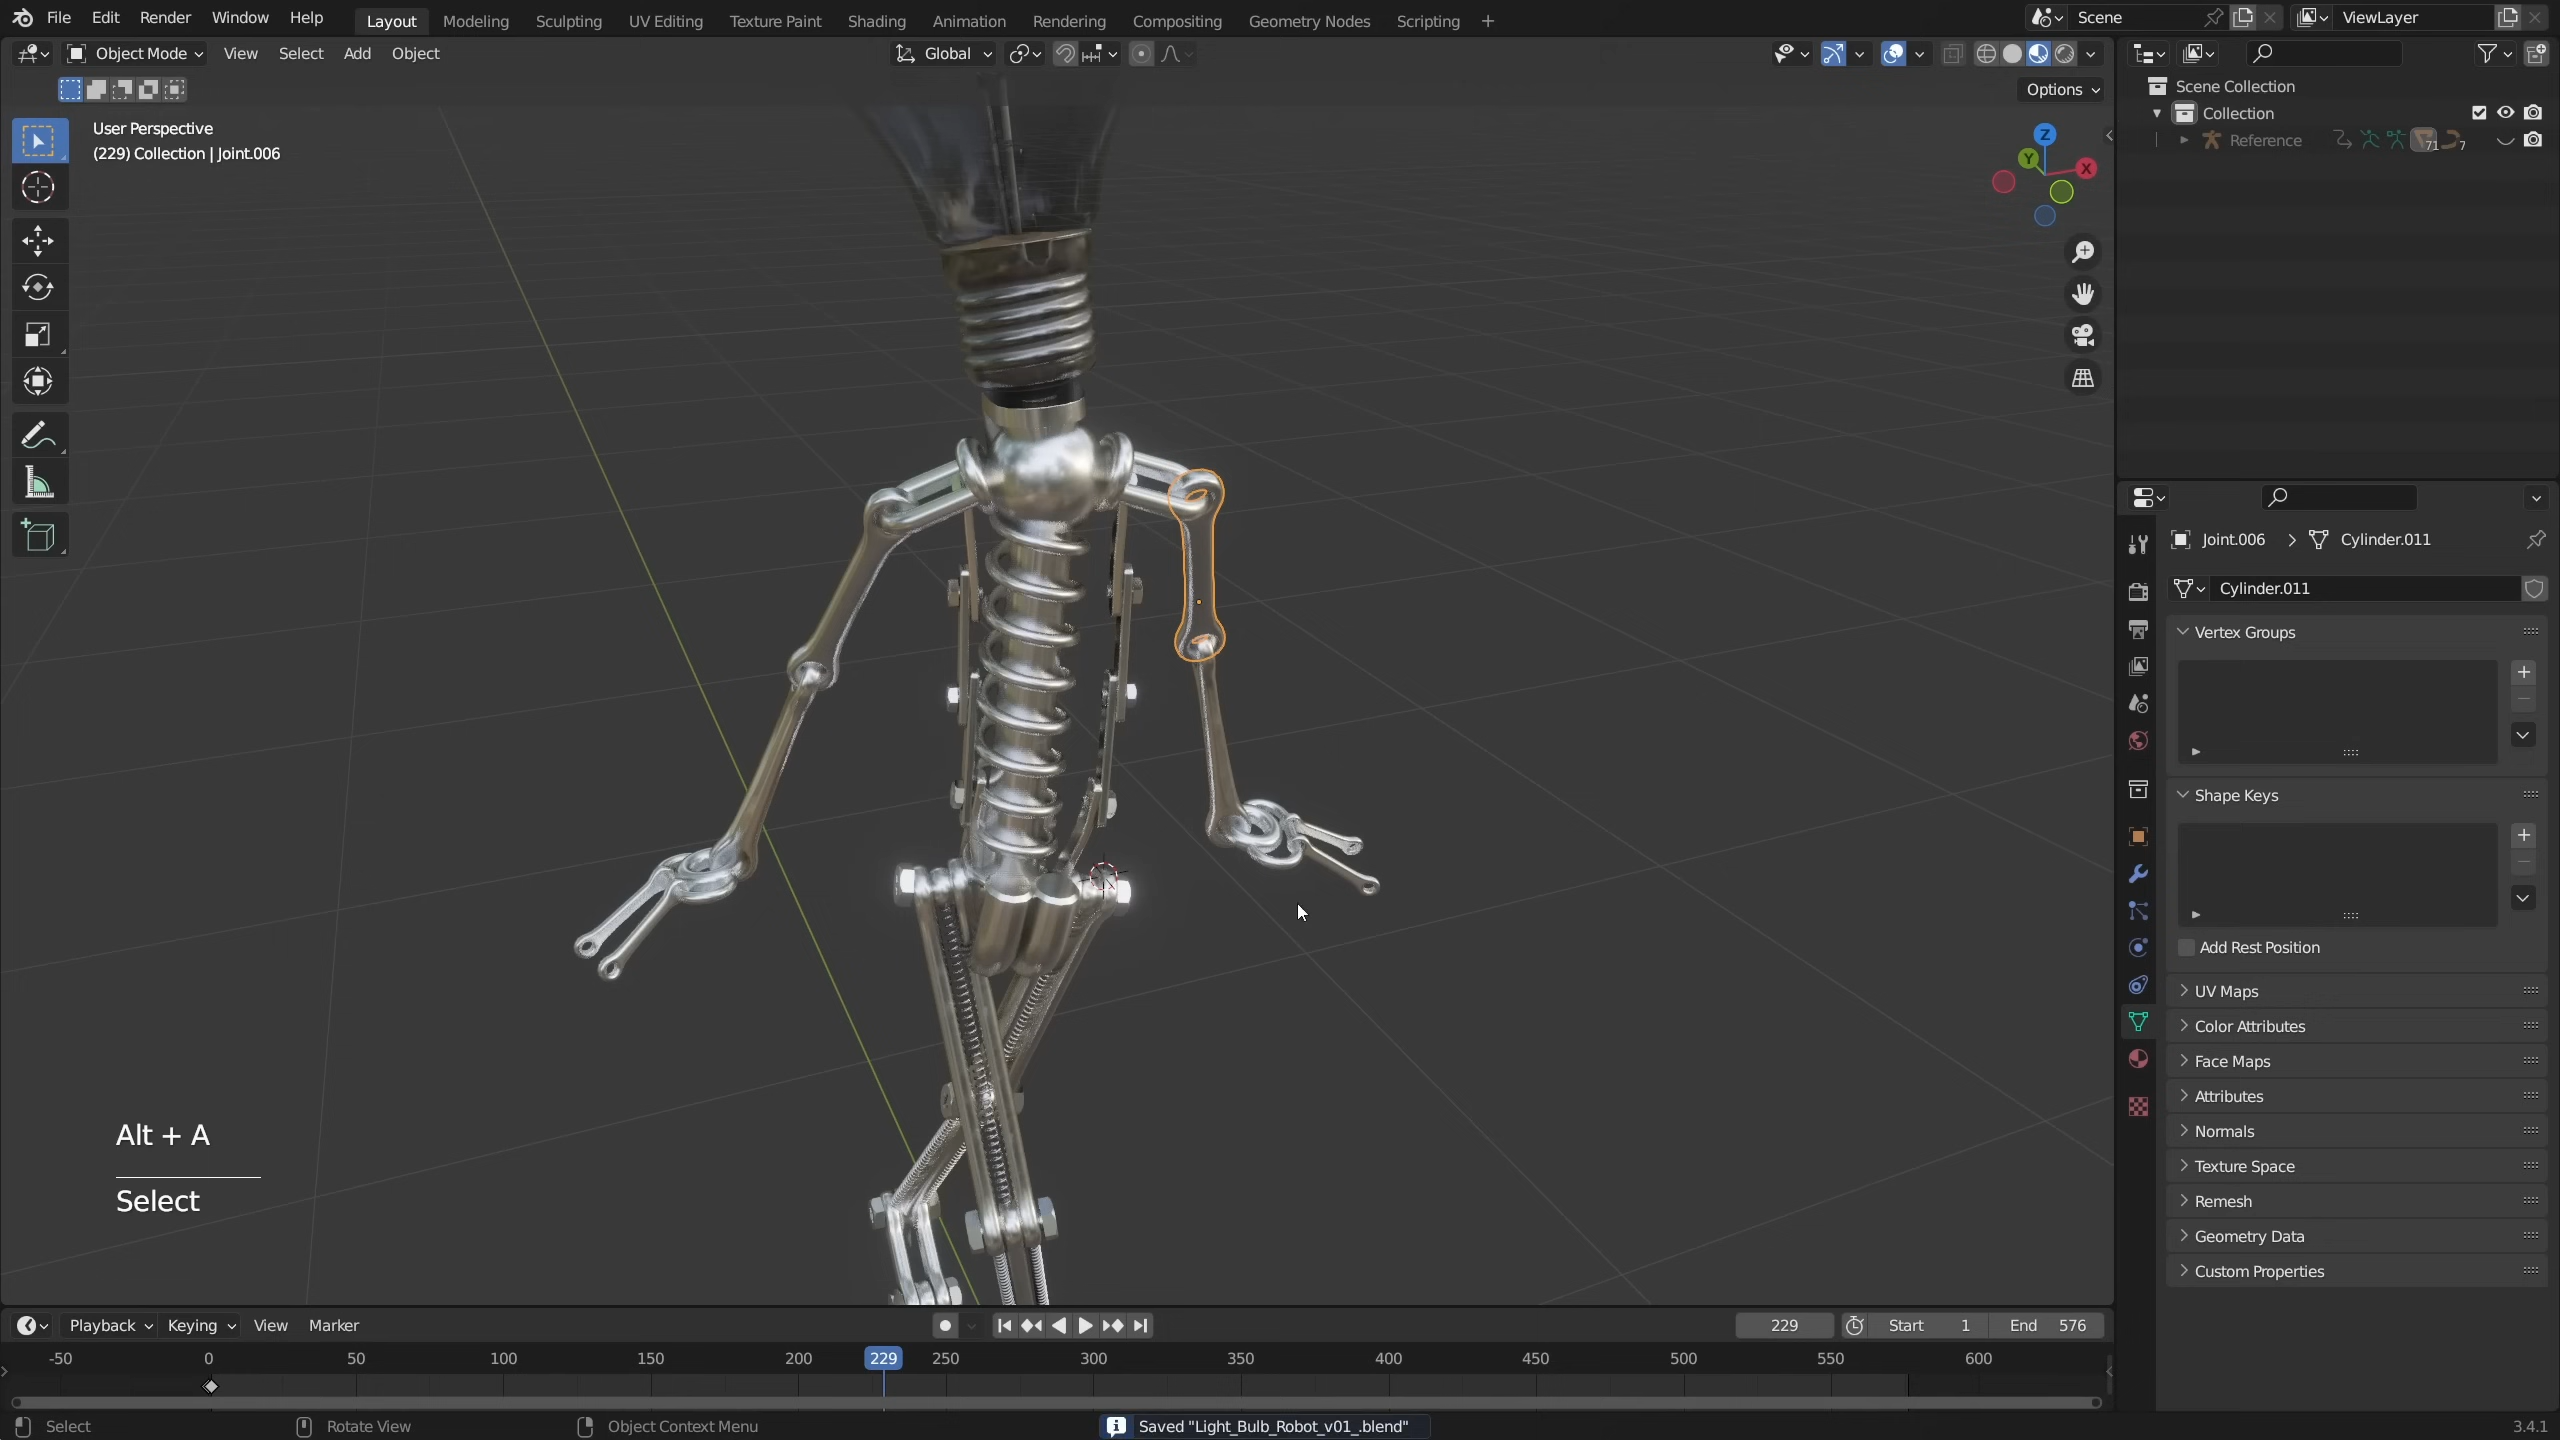 File Edit Render Window Help Layout Modeling Sculpting UV Editing Texture Paint Shading Animation Rendering Compositing Geometry Nodes Scripting + Scene ViewLayer
Object Mode View Select Add Object Global
Options
User Perspective
(229) Collection | Joint.006
Z
Y
X
Scene Collection
Collection
Reference 71 7
Joint.006 > Cylinder.011
Cylinder.011
Vertex Groups
Shape Keys
Add Rest Position
UV Maps
Color Attributes
Face Maps
Attributes
Normals
Texture Space
Remesh
Geometry Data
Custom Properties
Alt + A
Select
Playback Keying View Marker 229 Start 1 End 576
-50 0 50 100 150 200 229 250 300 350 400 450 500 550 600
Select Rotate View Object Context Menu Saved "Light_Bulb_Robot_v01_.blend" 3.4.1